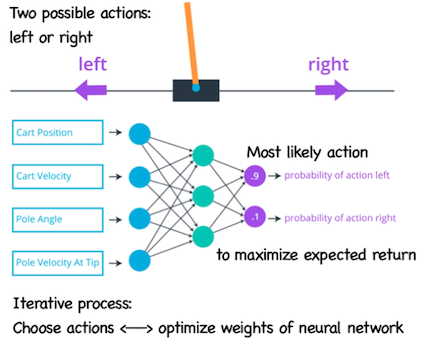 Two possible actions:
left or right
left
right
Cart Position
Cart Velocity
Pole Angle
Pole Velocity At Tip
Most likely action
.9
probability of action left
.1
probability of action right
to maximize expected return
Iterative process:
Choose actions <—> optimize weights of neural network